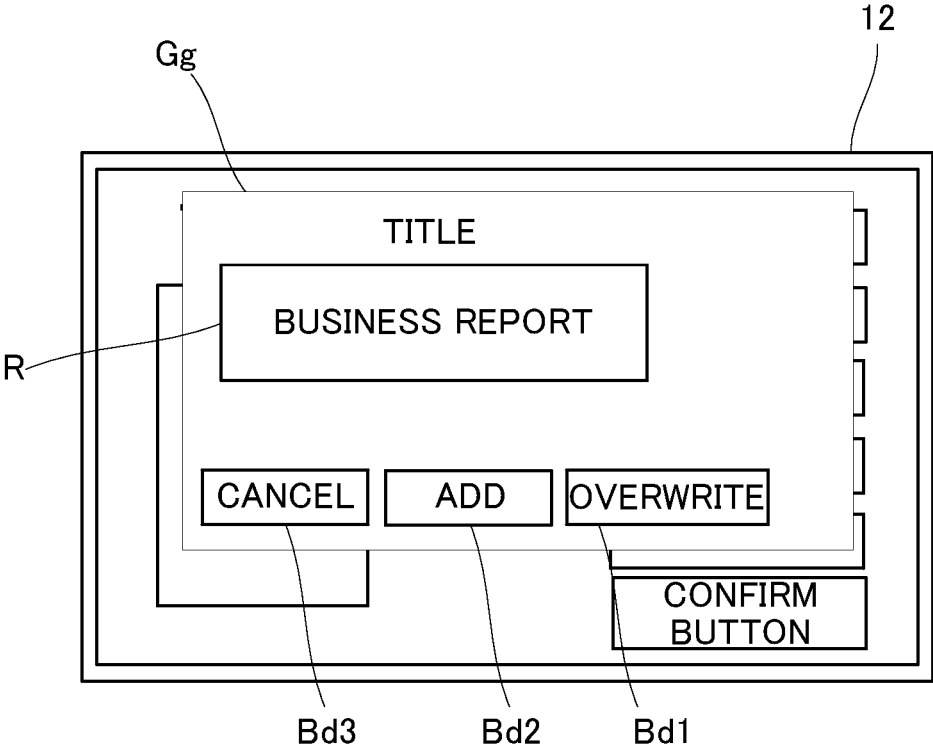 12
Gg
TITLE
BUSINESS REPORT
R
CANCEL
ADD
OVERWRITE
CONFIRM
BUTTON
Bd3
Bd2
Bd1